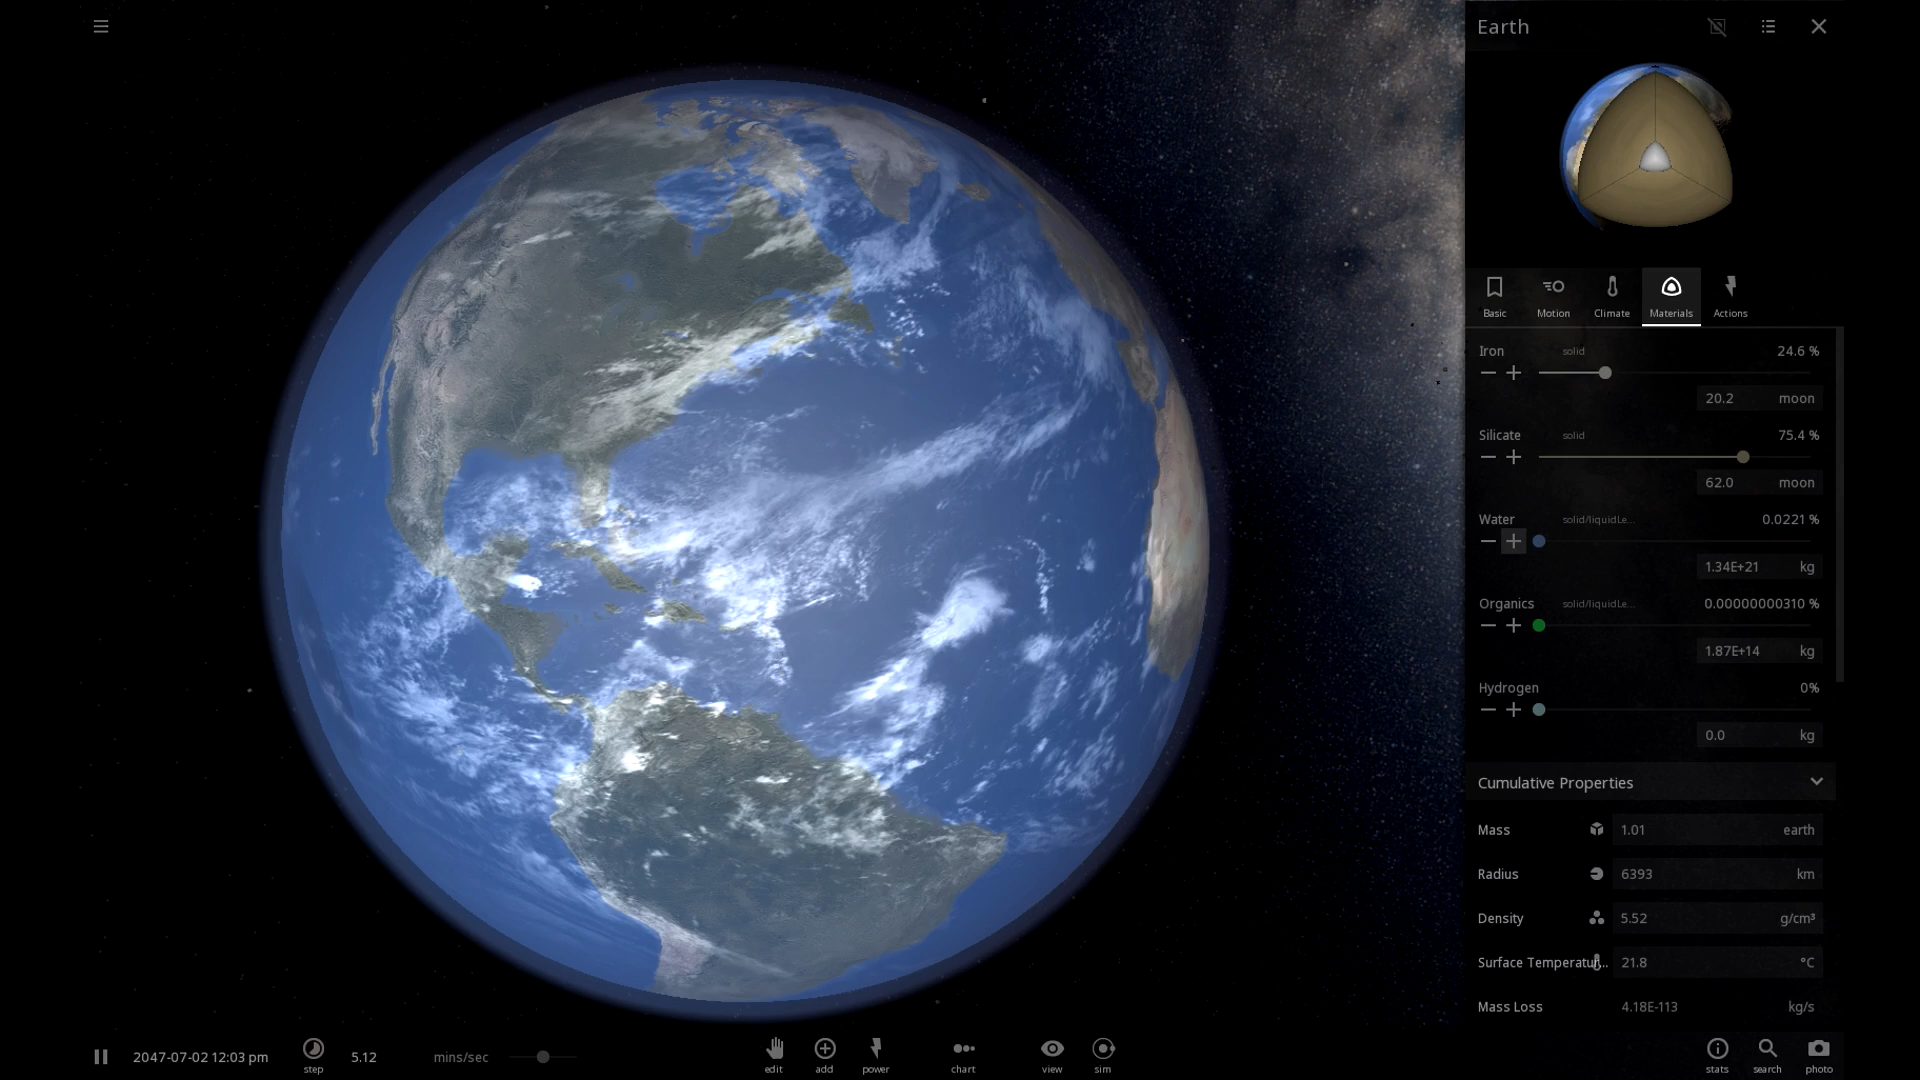 Earth
Basic
Motion
Climate
Materials
Actions
Iron solid 24.6 %
20.2 moon
Silicate solid 75.4 %
62.0 moon
Water solid/liquidLe... 0.0221 %
1.34E+21 kg
Organics solid/liquidLe... 0.00000000310 %
1.87E+14 kg
Hydrogen 0%
0.0 kg
Cumulative Properties
Mass 1.01 earth
Radius 6393 km
Density 5.52 g/cm³
Surface Temperatur... 21.8 °C
Mass Loss 4.18E-113 kg/s
2047-07-02 12:03 pm
step
5.12 mins/sec
edit
add
power
chart
view
sim
stats
search
photo